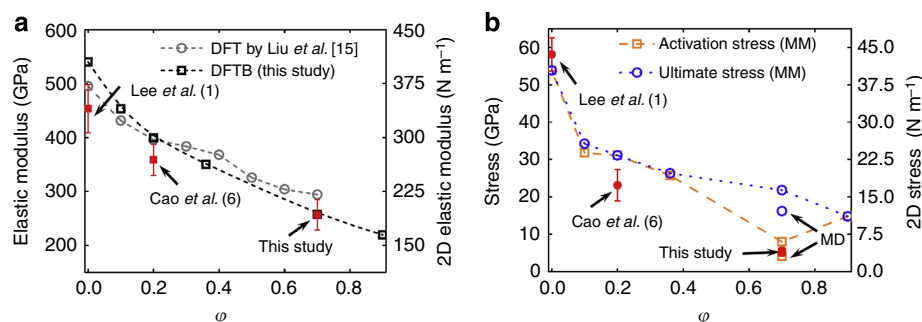 a
600
500
400
300
200
Elastic modulus (GPa)
DFT by Liu et al. [15]
DFTB (this study)
Lee et al. (1)
Cao et al. (6)
This study
450
375
300
225
150
2D elastic modulus (N m⁻¹)
0.0 0.2 0.4 0.6 0.8
φ
b
60
50
40
30
20
10
0
Stress (GPa)
Activation stress (MM)
Ultimate stress (MM)
Lee et al. (1)
Cao et al. (6)
This study
MD
45.0
37.5
30.0
22.5
15.0
7.5
0.0
2D stress (N m⁻¹)
0.0 0.2 0.4 0.6 0.8
φ